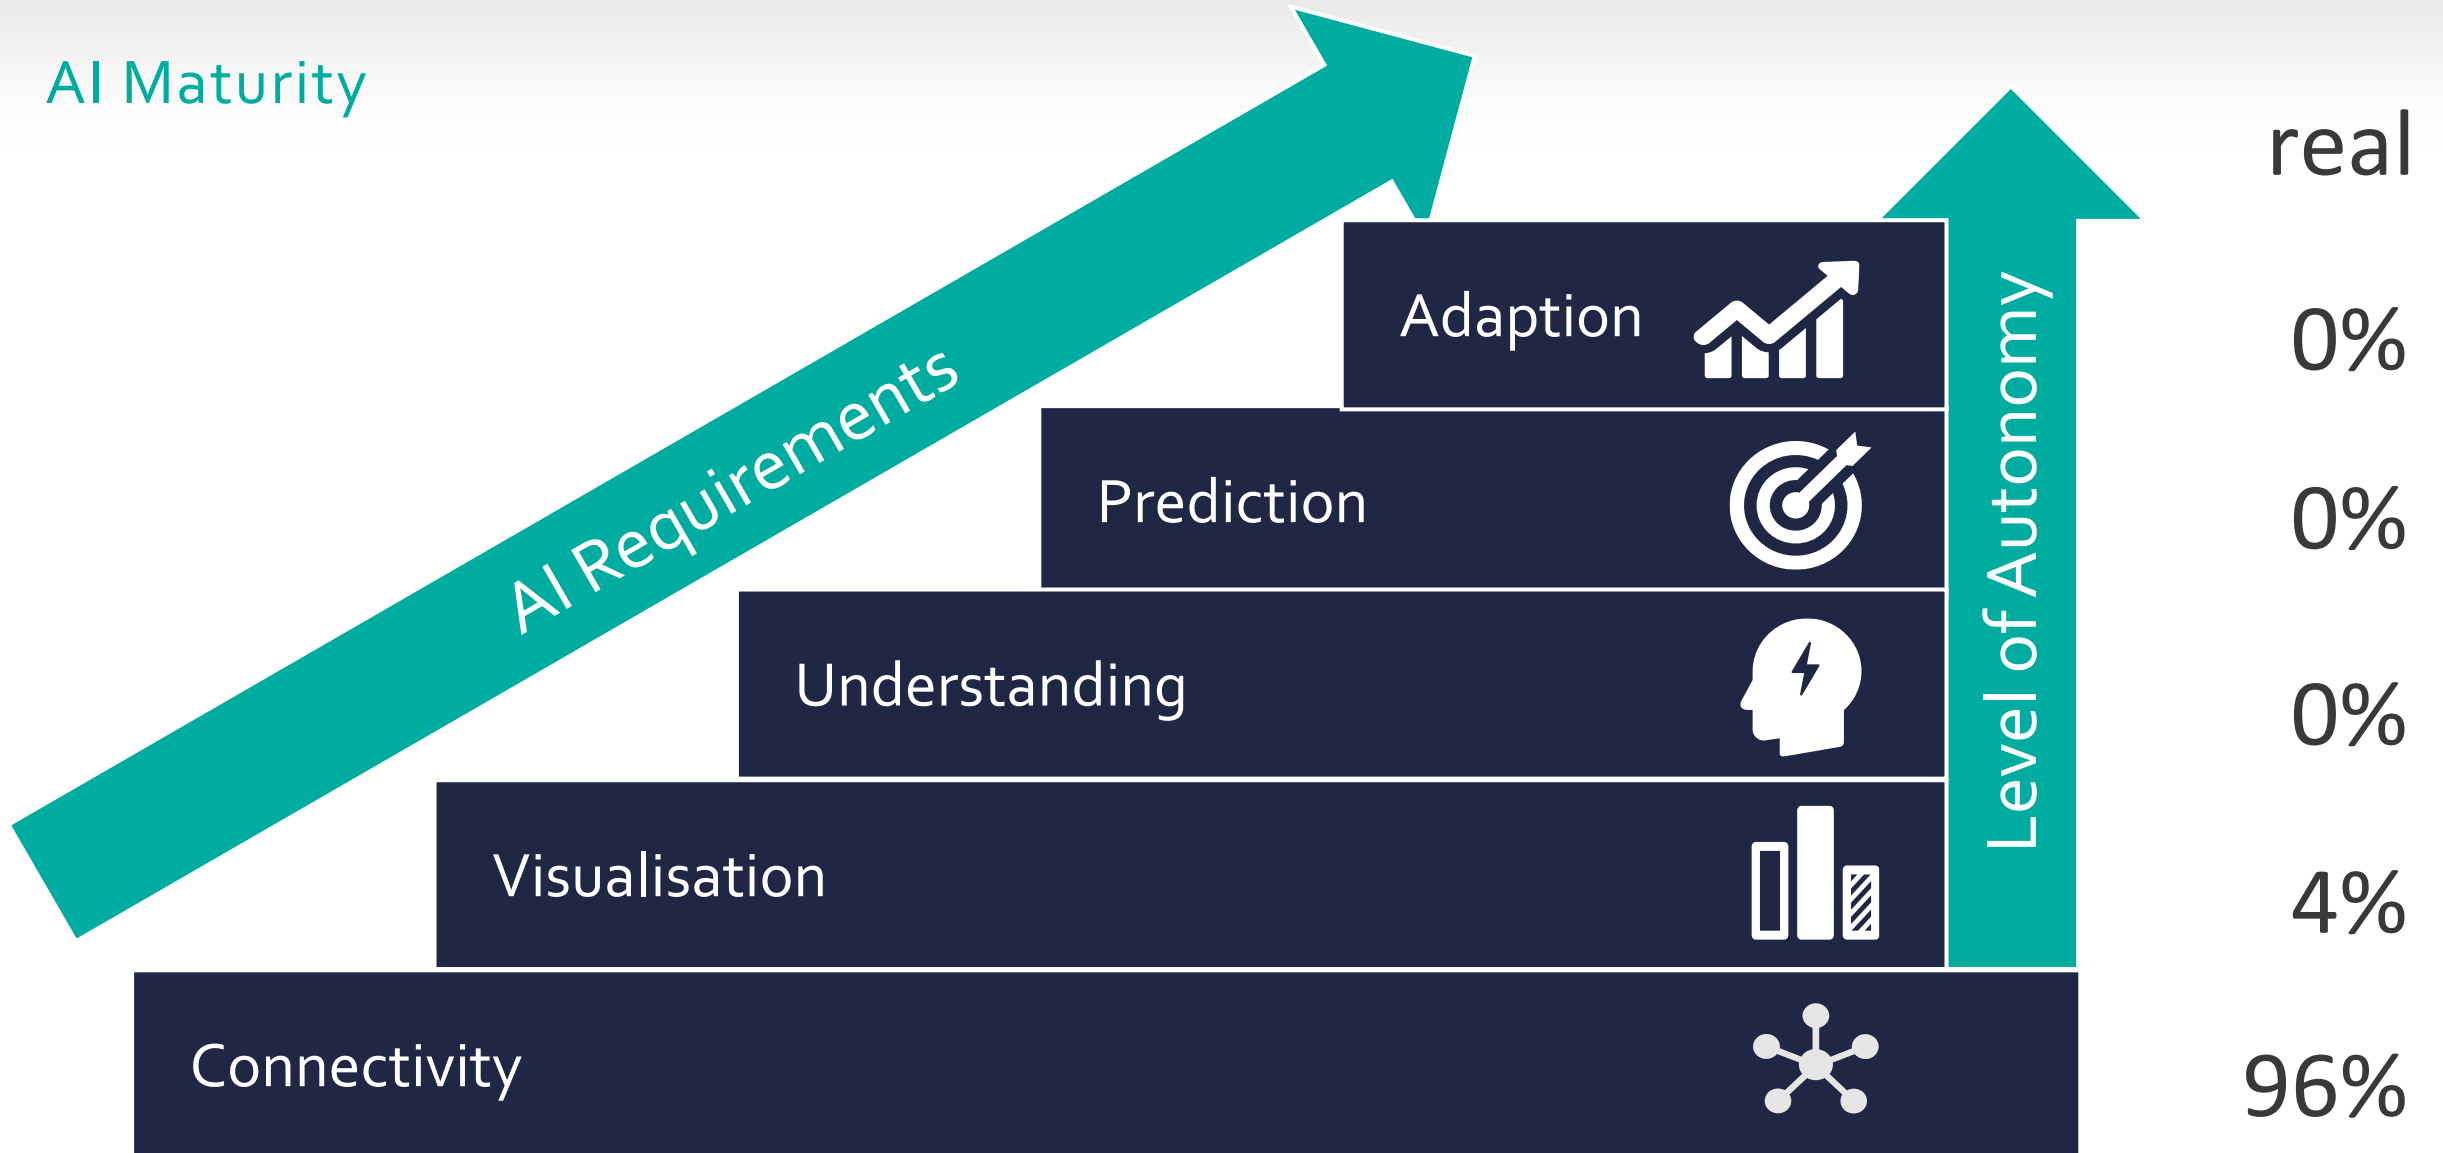 AI Maturity
real
AI Requirements
Level of Autonomy
Adaption
0%
Prediction
0%
Understanding
0%
Visualisation
4%
Connectivity
96%